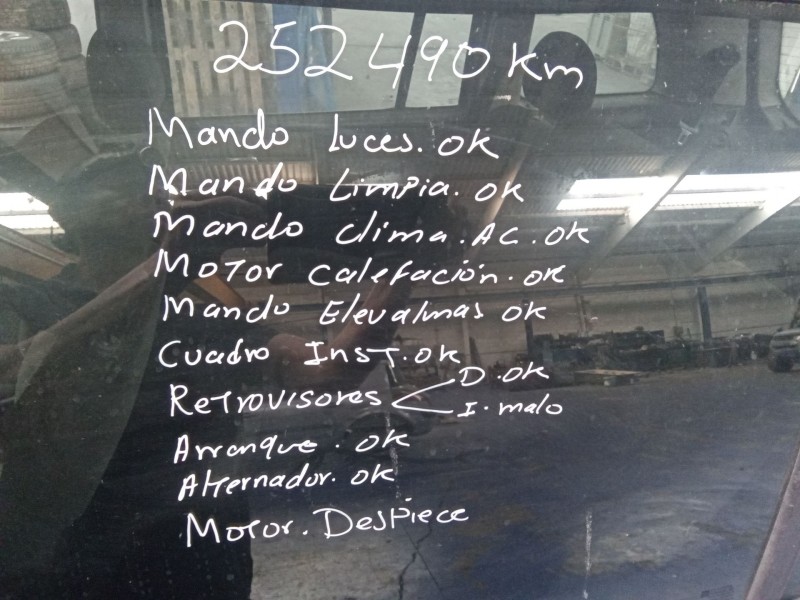 252490 km
Mando luces. ok
Mando Limpia. ok
Mando clima. AC. ok
Motor calefación. ok
Mando Elevalmas ok
Cuadro Inst. ok
Retrovisores D. ok
I. malo
Arranque. ok
Alternador. ok
Motor. Despiece